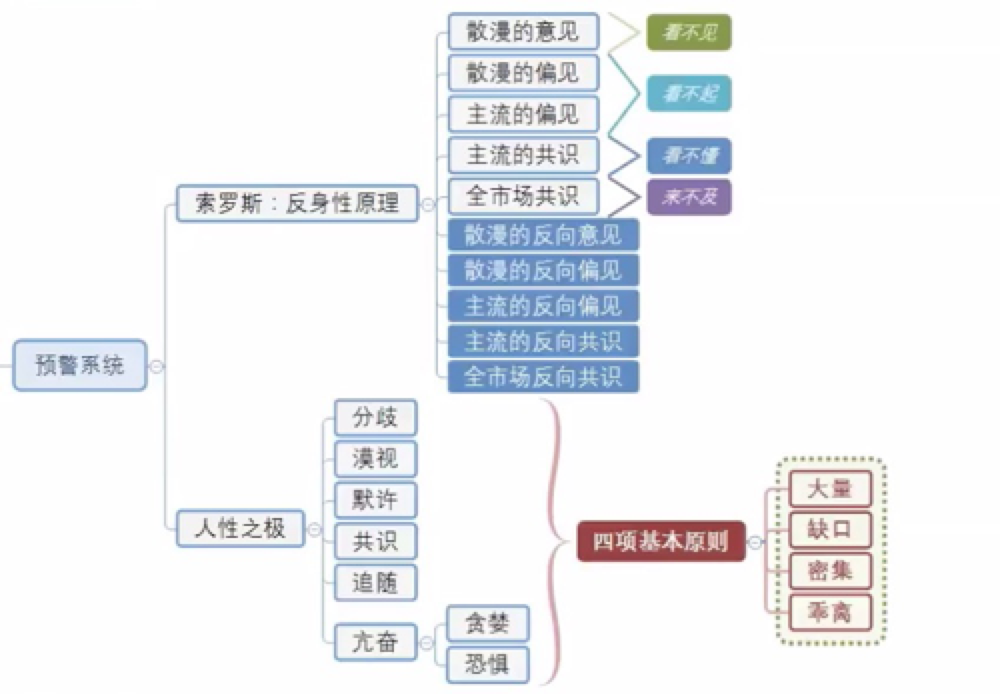 预警系统
索罗斯：反身性原理
散漫的意见
散漫的偏见
主流的偏见
主流的共识
全市场共识
散漫的反向意见
散漫的反向偏见
主流的反向偏见
主流的反向共识
全市场反向共识
看不见
看不起
看不懂
来不及
人性之极
分歧
漠视
默许
共识
追随
亢奋
贪婪
恐惧
四项基本原则
大量
缺口
密集
乖离